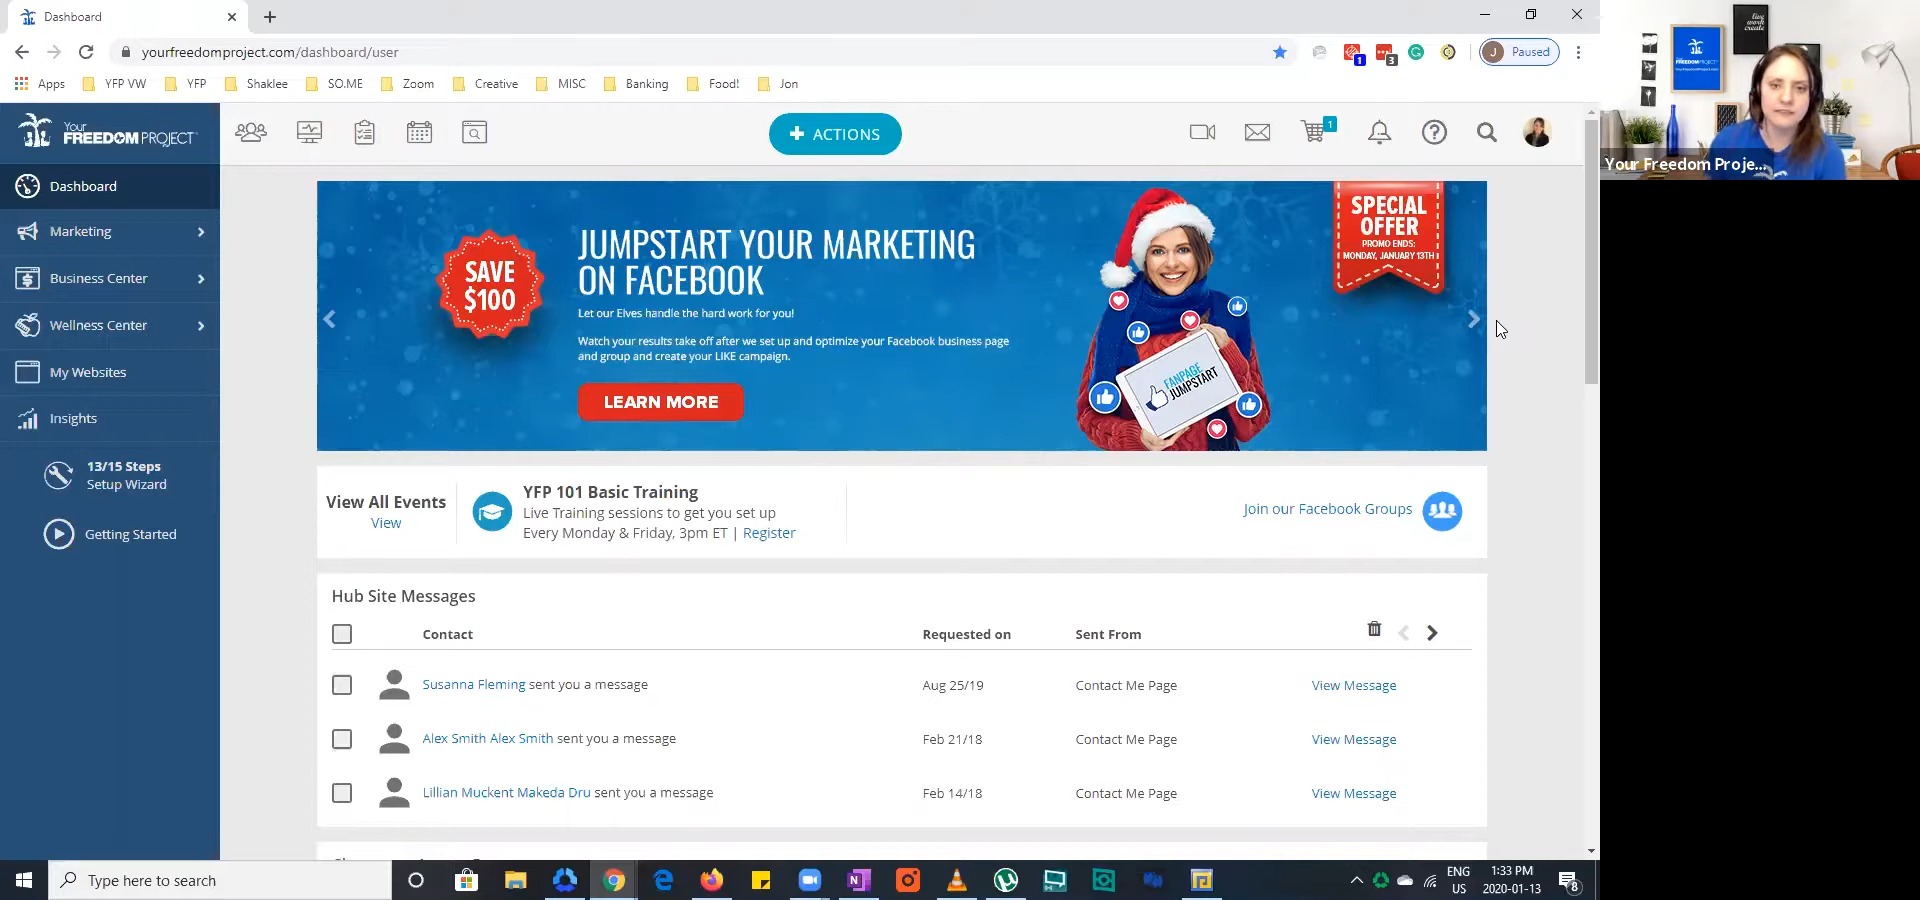 Dashboard
yourfreedomproject.com/dashboard/user
J Paused
1
3
Apps YFP VW YFP Shaklee SO.ME Zoom Creative MISC Banking Food! Jon
Your
FREEDOMPROJECT
+ ACTIONS
1
Dashboard
Marketing
Business Center
Wellness Center
My Websites
Insights
13/15 Steps
Setup Wizard
Getting Started
SAVE
$100
JUMPSTART YOUR MARKETING
ON FACEBOOK
Let our Elves handle the hard work for you!
Watch your results take off after we set up and optimize your Facebook business page
and group and create your LIKE campaign.
LEARN MORE
FANPAGE
JUMPSTART
SPECIAL
OFFER
PROMO ENDS:
MONDAY, JANUARY 13TH
View All Events
View
YFP 101 Basic Training
Live Training sessions to get you set up
Every Monday & Friday, 3pm ET | Register
Join our Facebook Groups
Hub Site Messages
Contact Requested on Sent From
Susanna Fleming sent you a message Aug 25/19 Contact Me Page View Message
Alex Smith Alex Smith sent you a message Feb 21/18 Contact Me Page View Message
Lillian Muckent Makeda Dru sent you a message Feb 14/18 Contact Me Page View Message
live
work
create
FREEDOMPROJECT
Your Freedom Proje...
Type here to search
ENG
US
1:33 PM
2020-01-13
8